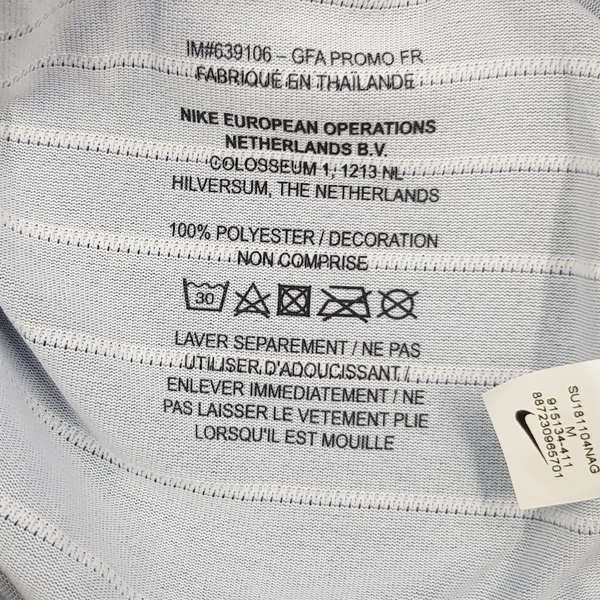 IM#639106 – GFA PROMO FR
FABRIQUÉ EN THAÏLANDE
NIKE EUROPEAN OPERATIONS
NETHERLANDS B.V.
COLOSSEUM 1, 1213 NL
HILVERSUM, THE NETHERLANDS
100% POLYESTER / DECORATION
NON COMPRISE
30
LAVER SEPAREMENT / NE PAS
UTILISER D'ADOUCISSANT /
ENLEVER IMMEDIATEMENT / NE
PAS LAISSER LE VETEMENT PLIE
LORSQU'IL EST MOUILLE
SU181104NAG
M
915134-411
887230965701